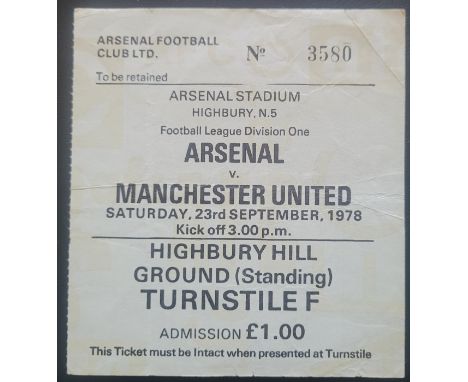 ARSENAL FOOTBALL
CLUB LTD.
No 3580
To be retained
ARSENAL STADIUM
HIGHBURY, N.5
Football League Division One
ARSENAL
v.
MANCHESTER UNITED
SATURDAY, 23rd SEPTEMBER, 1978
Kick off 3.00 p.m.
HIGHBURY HILL
GROUND (Standing)
TURNSTILE F
ADMISSION £1.00
This Ticket must be Intact when presented at Turnstile